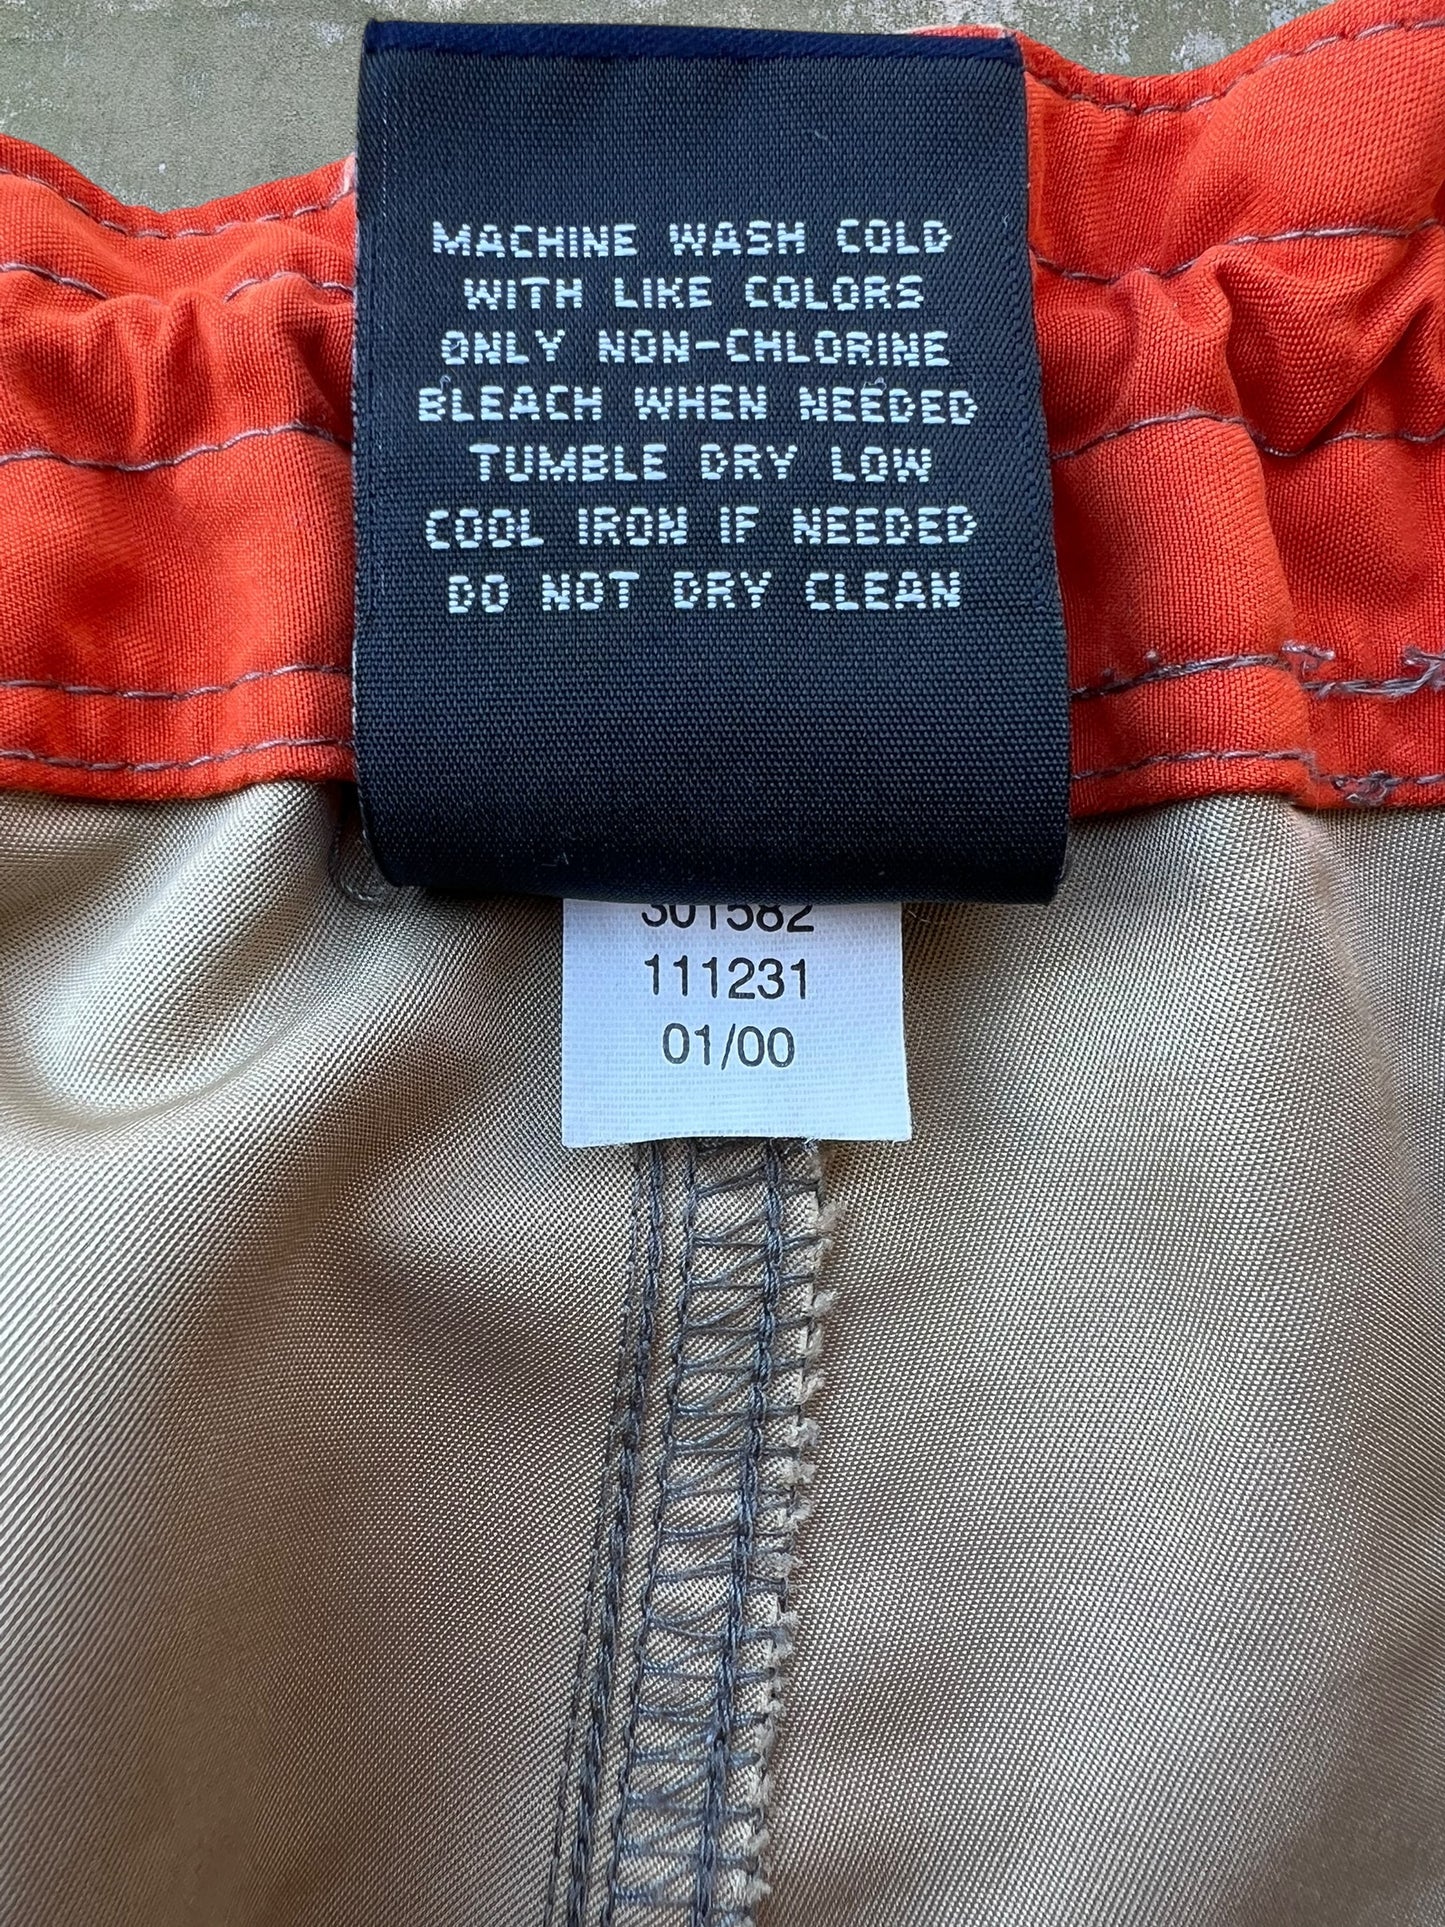 MACHINE WASH COLD
WITH LIKE COLORS
ONLY NON-CHLORINE
BLEACH WHEN NEEDED
TUMBLE DRY LOW
COOL IRON IF NEEDED
DO NOT DRY CLEAN
301582
111231
01/00